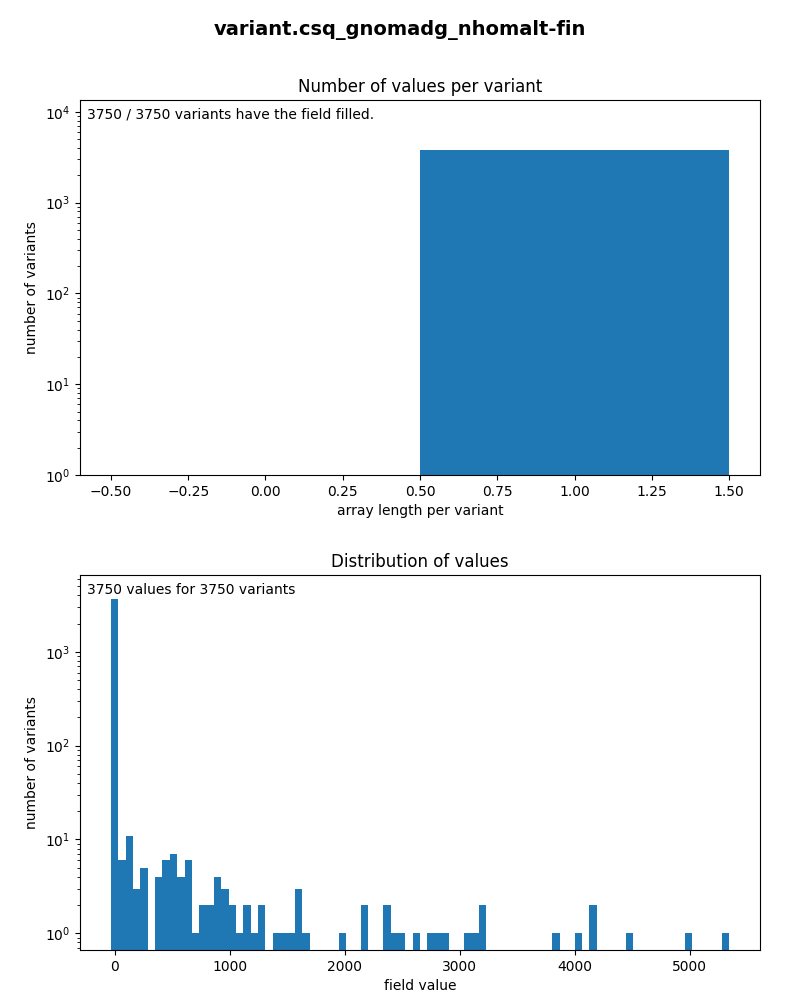 variant.csq_gnomadg_nhomalt-fin
Number of values per variant
3750 / 3750 variants have the field filled.
number of variants
10⁴
10³
10²
10¹
10⁰
−0.50 −0.25 0.00 0.25 0.50 0.75 1.00 1.25 1.50
array length per variant
Distribution of values
3750 values for 3750 variants
number of variants
10³
10²
10¹
10⁰
0 1000 2000 3000 4000 5000
field value